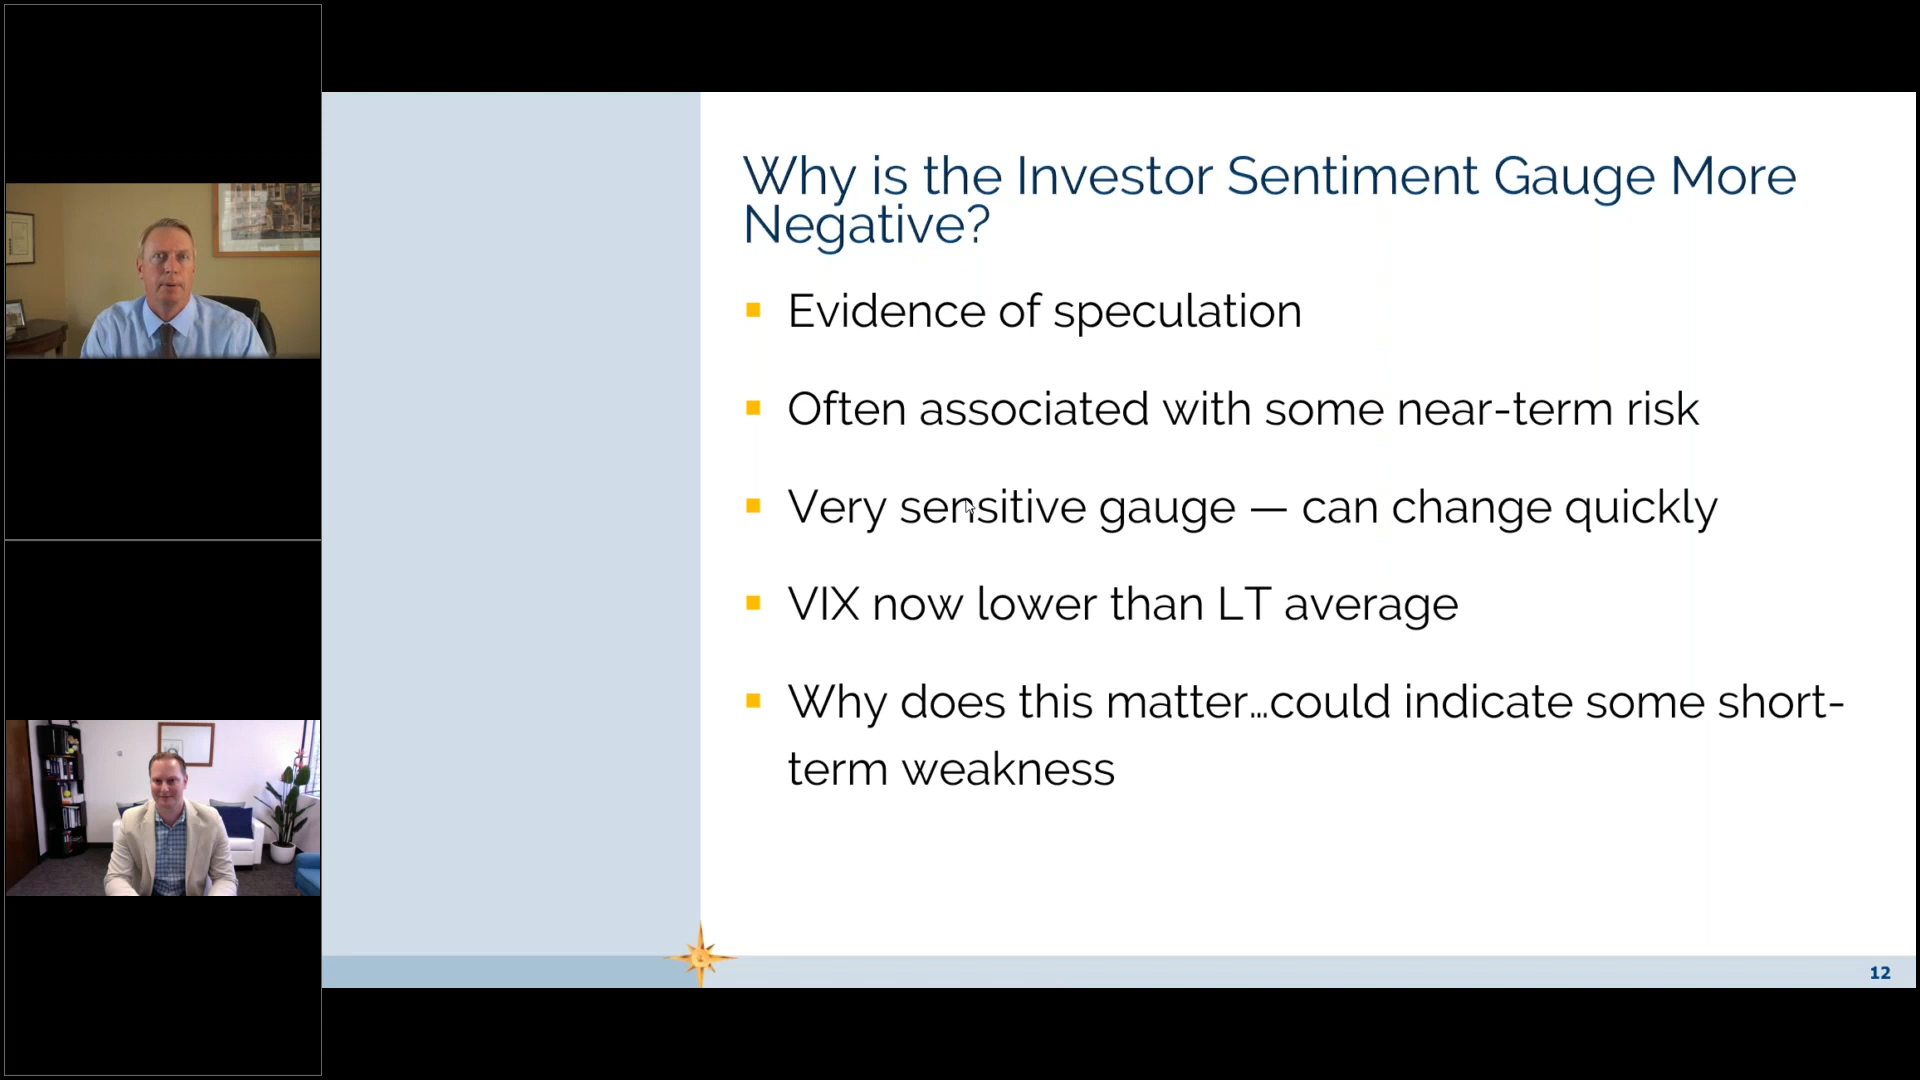 Why is the Investor Sentiment Gauge More
Negative?
Evidence of speculation
Often associated with some near-term risk
Very sensitive gauge — can change quickly
VIX now lower than LT average
Why does this matter...could indicate some short-
term weakness
12